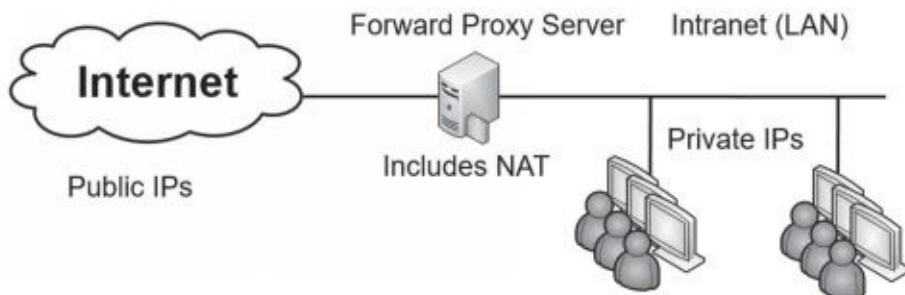 Forward Proxy Server
Intranet (LAN)
Internet
Private IPs
Includes NAT
Public IPs